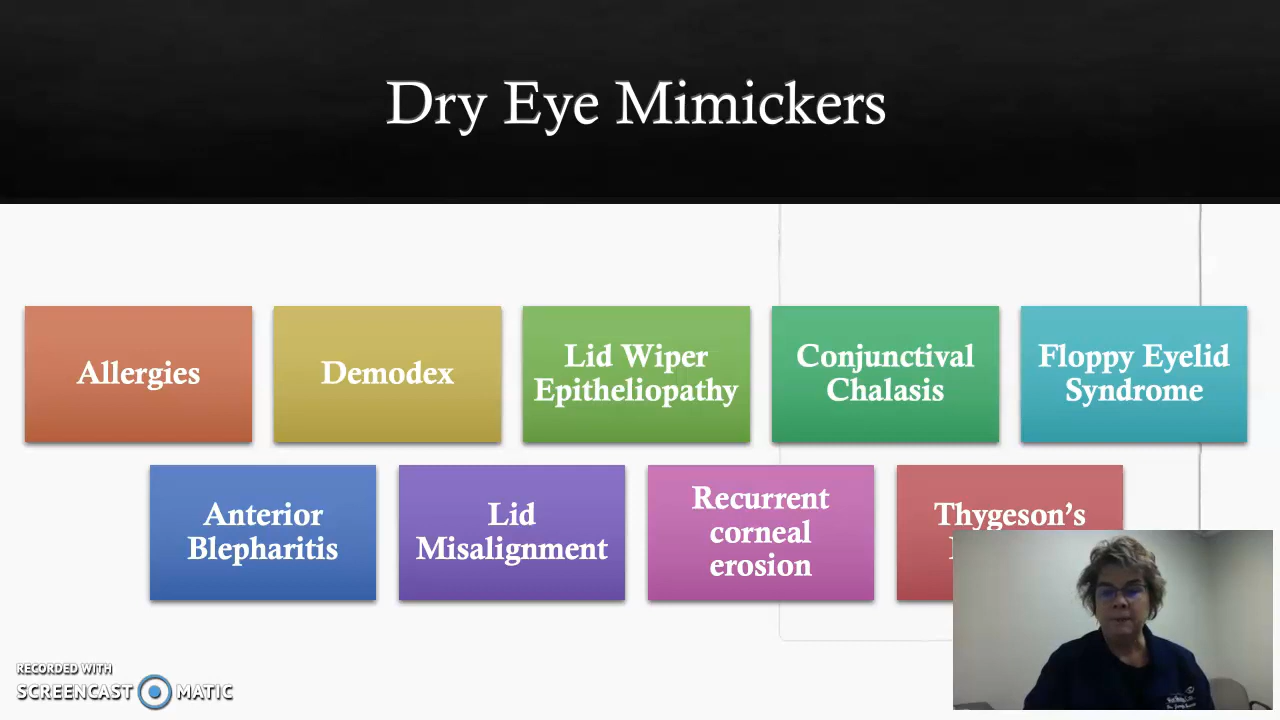 Dry Eye Mimickers
Allergies
Demodex
Lid Wiper
Epitheliopathy
Conjunctival
Chalasis
Floppy Eyelid
Syndrome
Anterior
Blepharitis
Lid
Misalignment
Recurrent
corneal
erosion
Thygeson's
RECORDED WITH
SCREENCAST MATIC